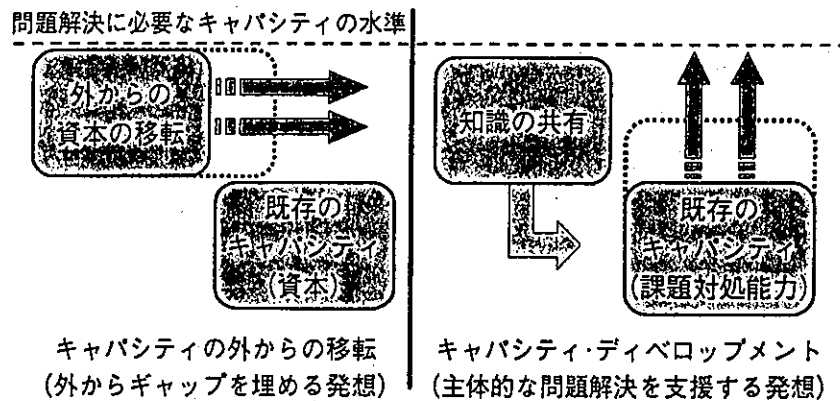 問題解決に必要なキャパシティの水準
外からの
資本の移転
既存の
キャパシティ
(資本)
キャパシティの外からの移転
(外からギャップを埋める発想)
知識の共有
既存の
キャパシティ
(課題対処能力)
キャパシティ・ディベロップメント
(主体的な問題解決を支援する発想)